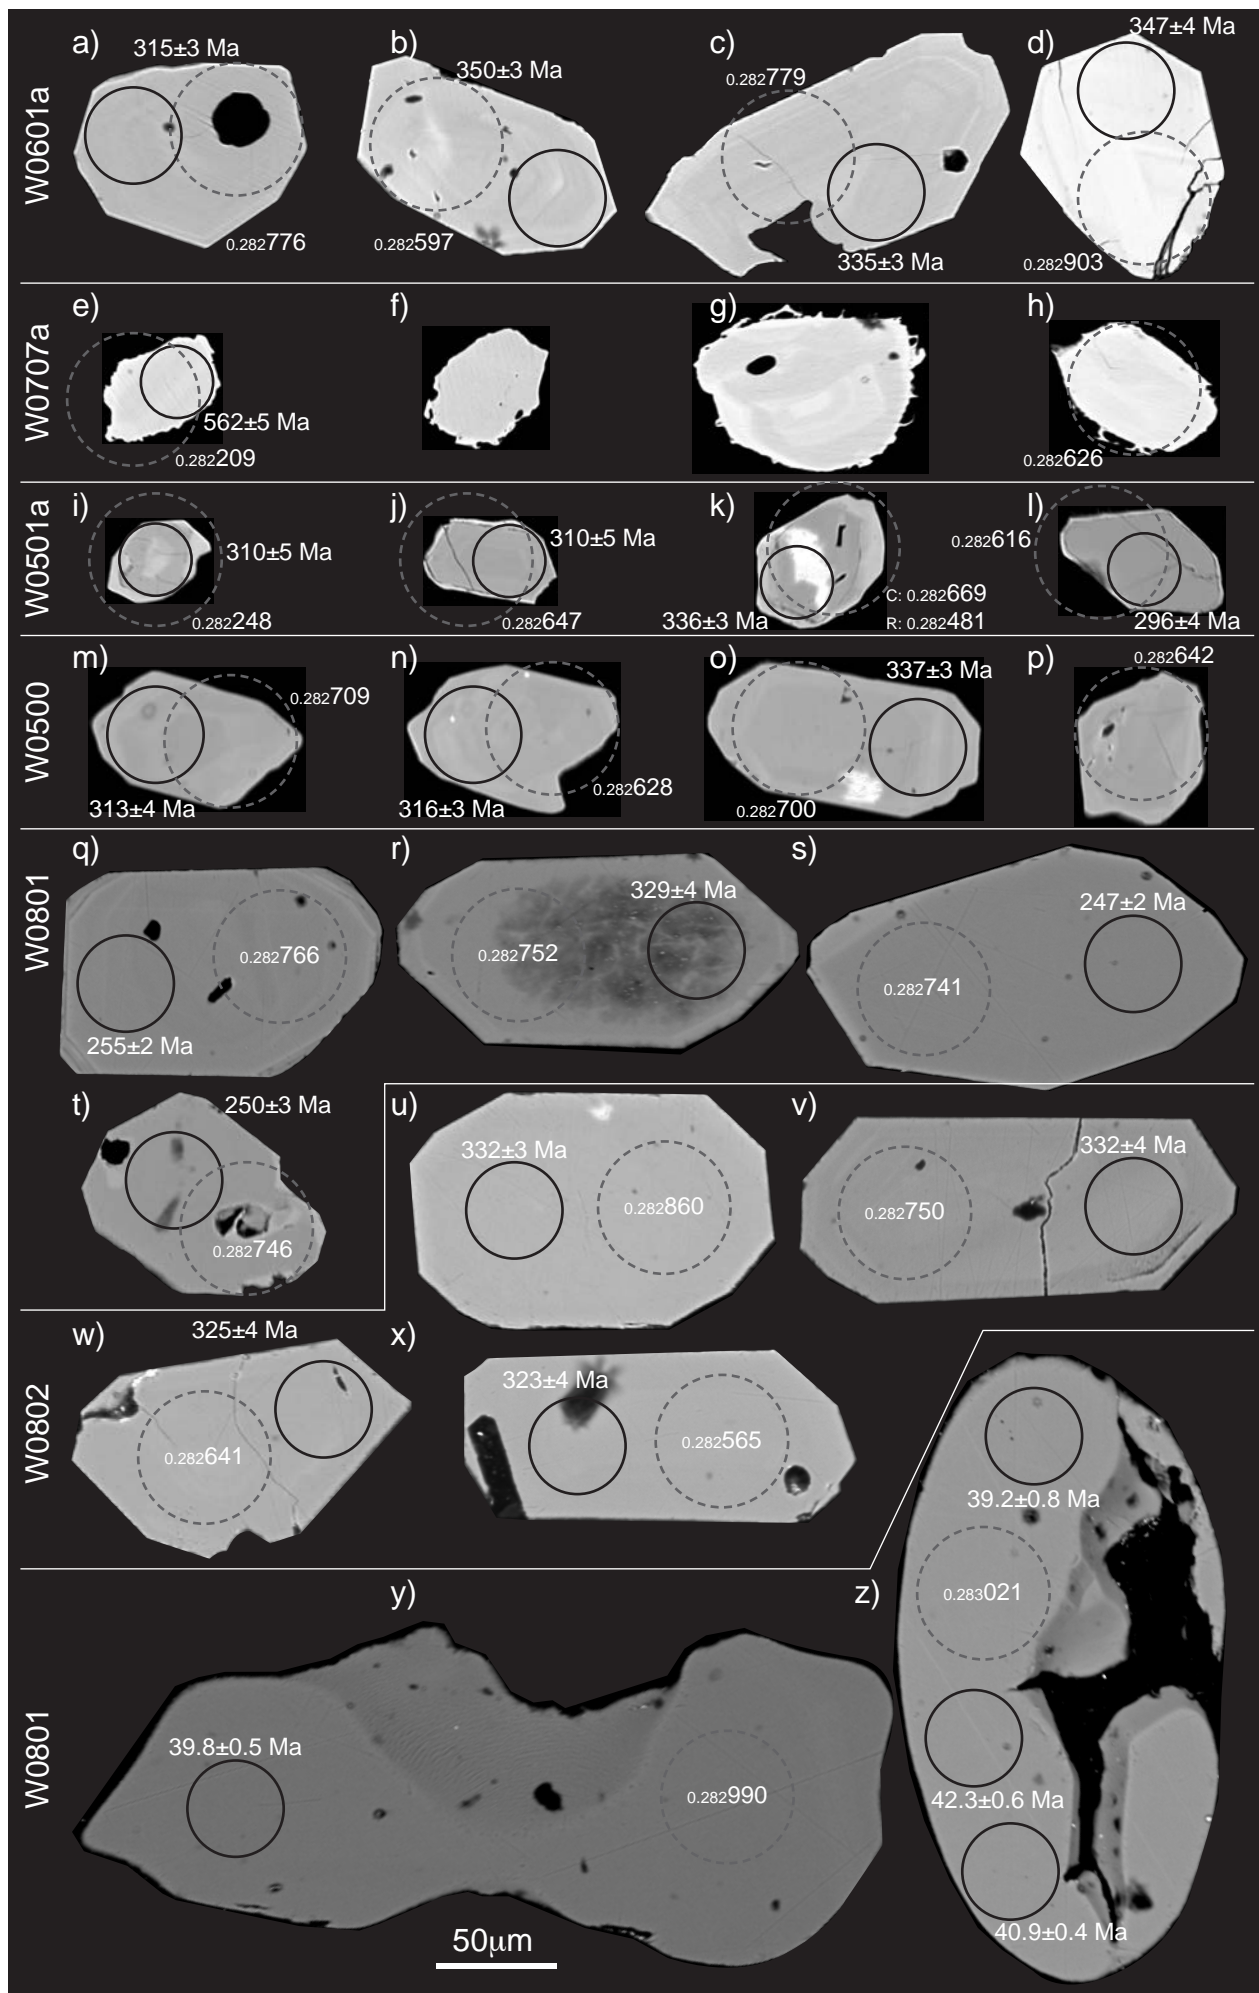 W0601a
a)
315±3 Ma
0.282776
b)
350±3 Ma
0.282597
c)
0.282779
335±3 Ma
d)
347±4 Ma
0.282903
W0707a
e)
562±5 Ma
0.282209
f)
g)
h)
0.282626
W0501a
i)
310±5 Ma
0.282248
j)
310±5 Ma
0.282647
k)
C: 0.282669
336±3 Ma
R: 0.282481
l)
0.282616
296±4 Ma
W0500
m)
0.282709
313±4 Ma
n)
0.282628
316±3 Ma
o)
337±3 Ma
0.282700
p)
0.282642
W0801
q)
0.282766
255±2 Ma
r)
329±4 Ma
0.282752
s)
247±2 Ma
0.282741
t)
250±3 Ma
0.282746
u)
332±3 Ma
0.282860
v)
332±4 Ma
0.282750
W0802
w)
325±4 Ma
0.282641
x)
323±4 Ma
0.282565
W0801
y)
39.8±0.5 Ma
0.282990
z)
39.2±0.8 Ma
0.283021
42.3±0.6 Ma
40.9±0.4 Ma
50μm